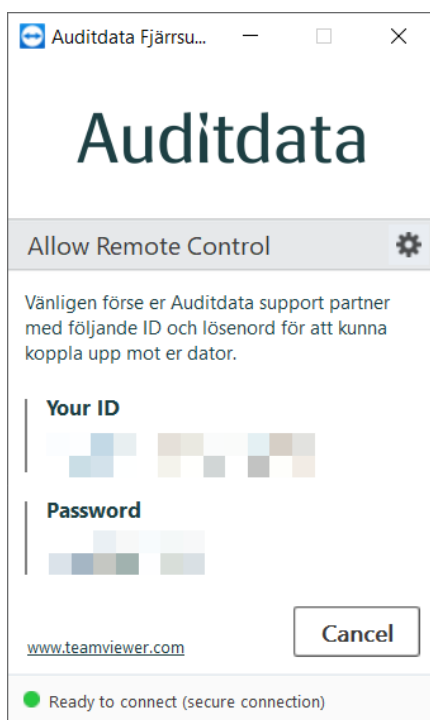 Auditdata Fjärrsu...
Auditdata
Allow Remote Control
Vänligen förse er Auditdata support partner
med följande ID och lösenord för att kunna
koppla upp mot er dator.
Your ID
Password
www.teamviewer.com
Cancel
Ready to connect (secure connection)